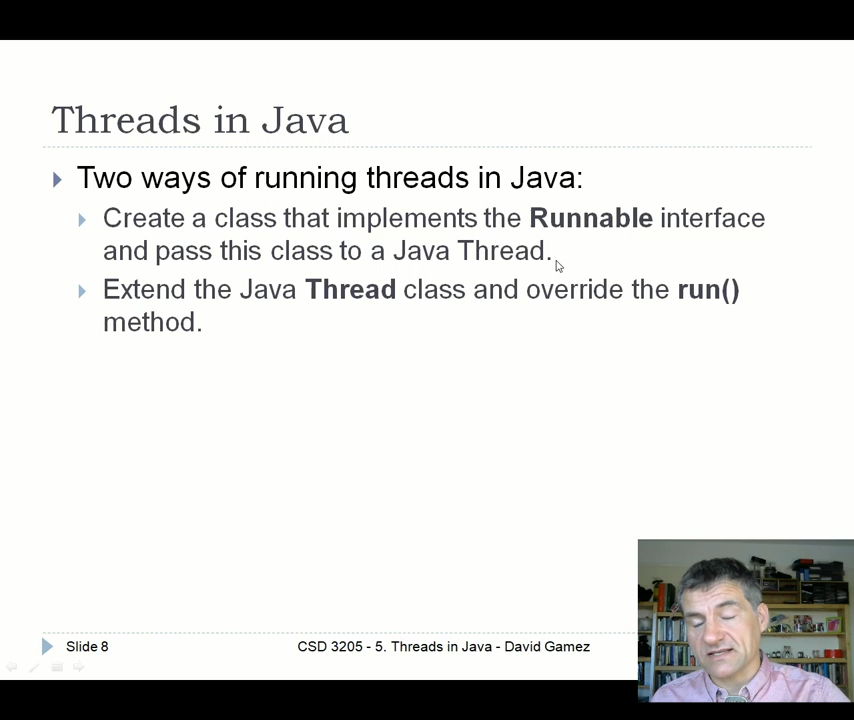 Threads in Java
Two ways of running threads in Java:
Create a class that implements the Runnable interface
and pass this class to a Java Thread.
Extend the Java Thread class and override the run()
method.
Slide 8
CSD 3205 - 5. Threads in Java - David Gamez